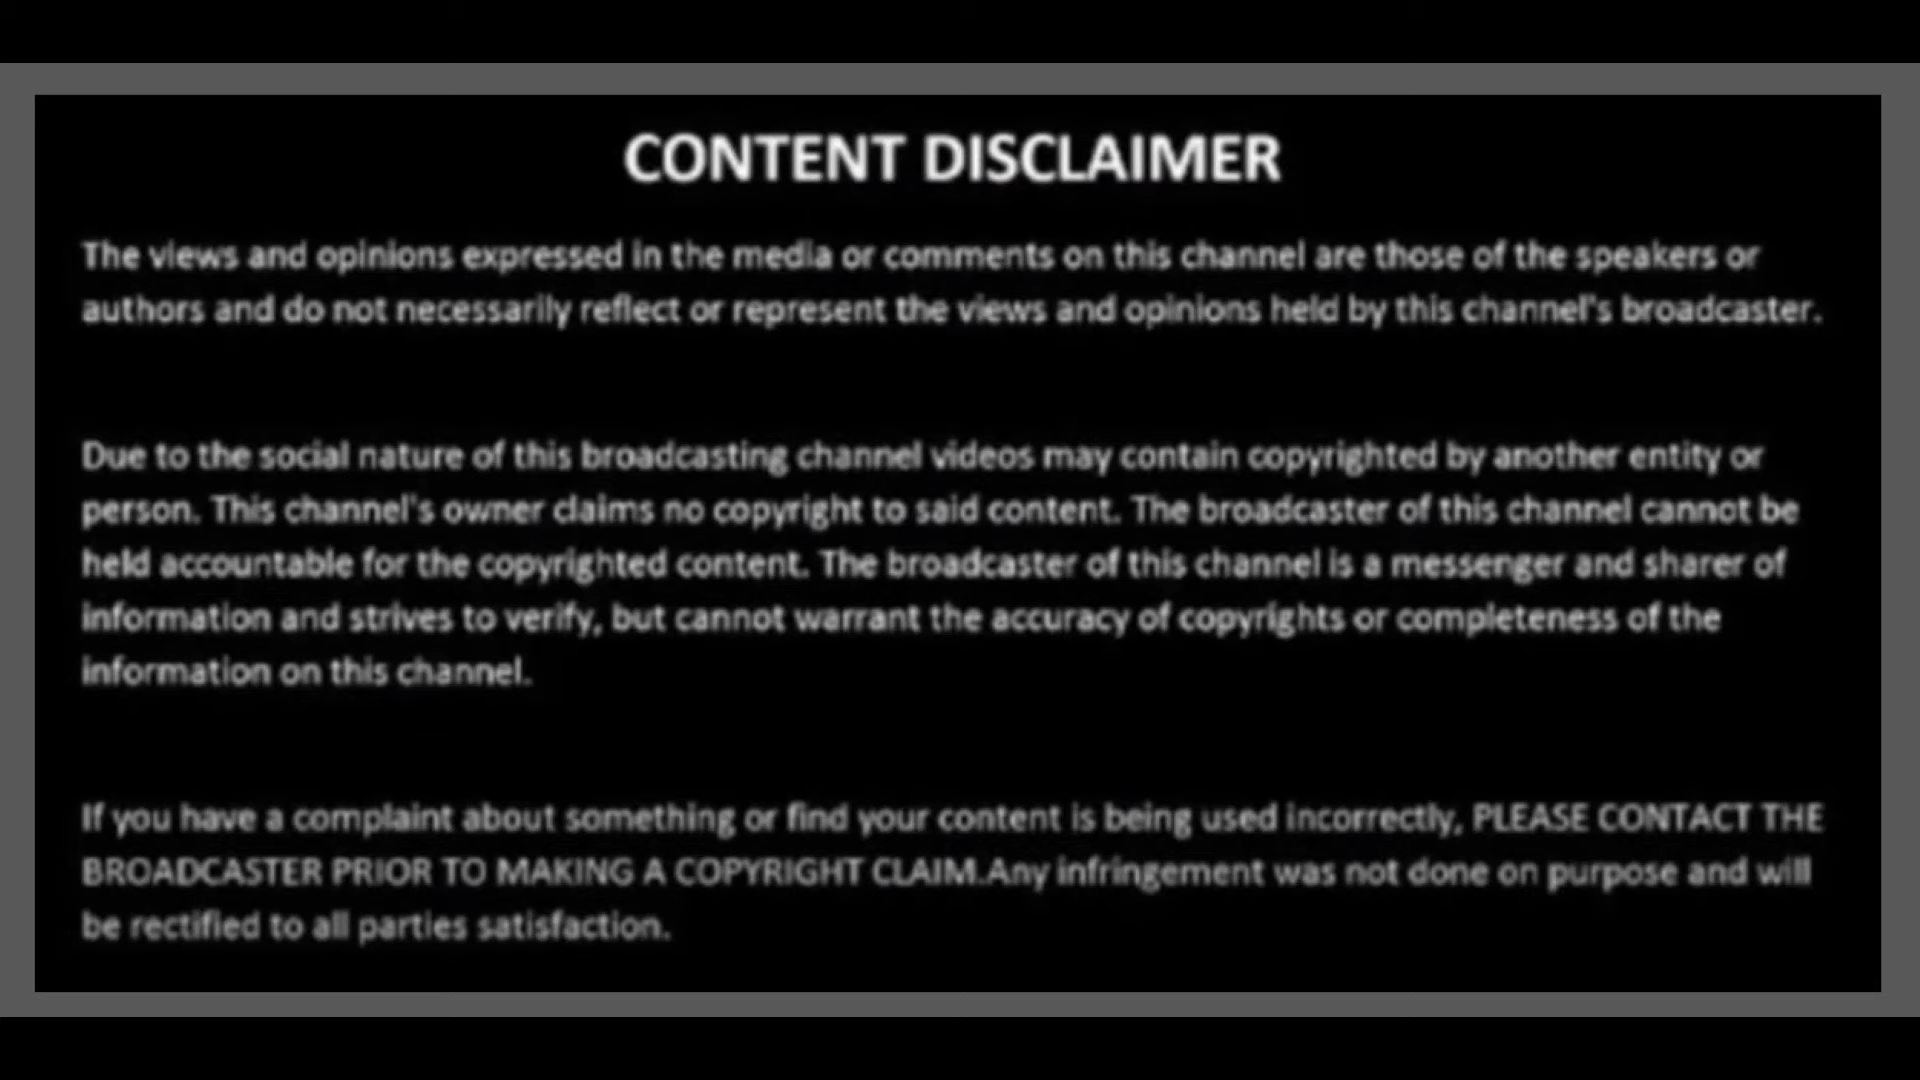 CONTENT DISCLAIMER
The views and opinions expressed in the media or comments on this channel are those of the speakers or
authors and do not necessarily reflect or represent the views and opinions held by this channel's broadcaster.
Due to the social nature of this broadcasting channel videos may contain copyrighted by another entity or
person. This channel's owner claims no copyright to said content. The broadcaster of this channel cannot be
held accountable for the copyrighted content. The broadcaster of this channel is a messenger and sharer of
information and strives to verify, but cannot warrant the accuracy of copyrights or completeness of the
information on this channel.
If you have a complaint about something or find your content is being used incorrectly, PLEASE CONTACT THE
BROADCASTER PRIOR TO MAKING A COPYRIGHT CLAIM.Any infringement was not done on purpose and will
be rectified to all parties satisfaction.